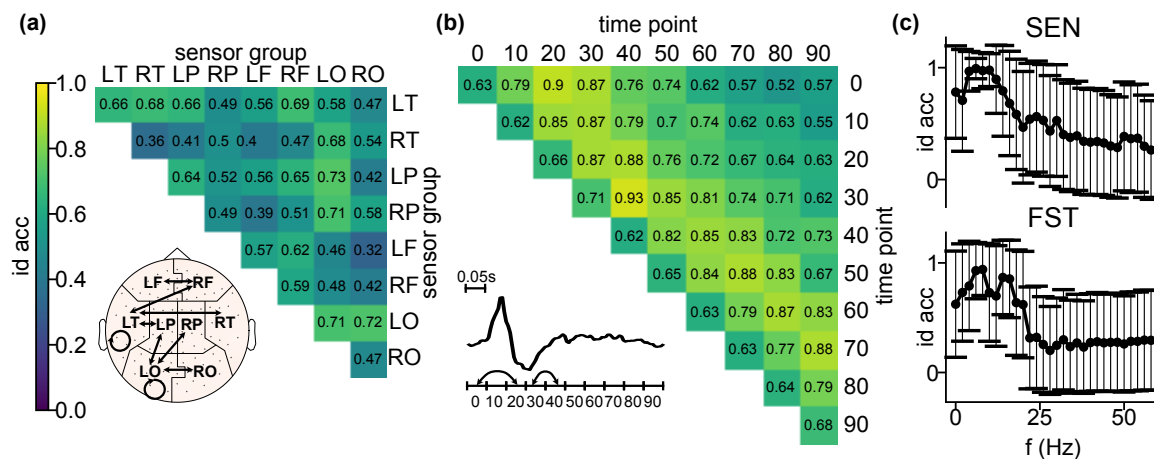 (a)
sensor group
LT RT LP RP LF RF LO RO
1.0
0.8
0.6
0.4
0.2
0.0
id acc
0.66 0.68 0.66 0.49 0.56 0.69 0.58 0.47 LT
0.36 0.41 0.5 0.4 0.47 0.68 0.54 RT
0.64 0.52 0.56 0.65 0.73 0.42 LP
0.49 0.39 0.51 0.71 0.58 RP
0.57 0.62 0.46 0.32 LF
0.59 0.48 0.42 RF
0.71 0.72 LO
0.47 RO
sensor group
LF RF
LT LP RP RT
LO RO
(b)
time point
0 10 20 30 40 50 60 70 80 90
0.63 0.79 0.9 0.87 0.76 0.74 0.62 0.57 0.52 0.57 0
0.62 0.85 0.87 0.79 0.7 0.74 0.62 0.63 0.55 10
0.66 0.87 0.88 0.76 0.72 0.67 0.64 0.63 20
0.71 0.93 0.85 0.81 0.74 0.71 0.62 30
0.62 0.82 0.85 0.83 0.72 0.73 40
0.65 0.84 0.88 0.83 0.67 50
0.63 0.79 0.87 0.83 60
0.63 0.77 0.88 70
0.64 0.79 80
0.68 90
time point
0.05s
0 10 20 30 40 50 60 70 80 90
(c)
SEN
1
0
id acc
FST
1
0
id acc
0 25 50
f (Hz)